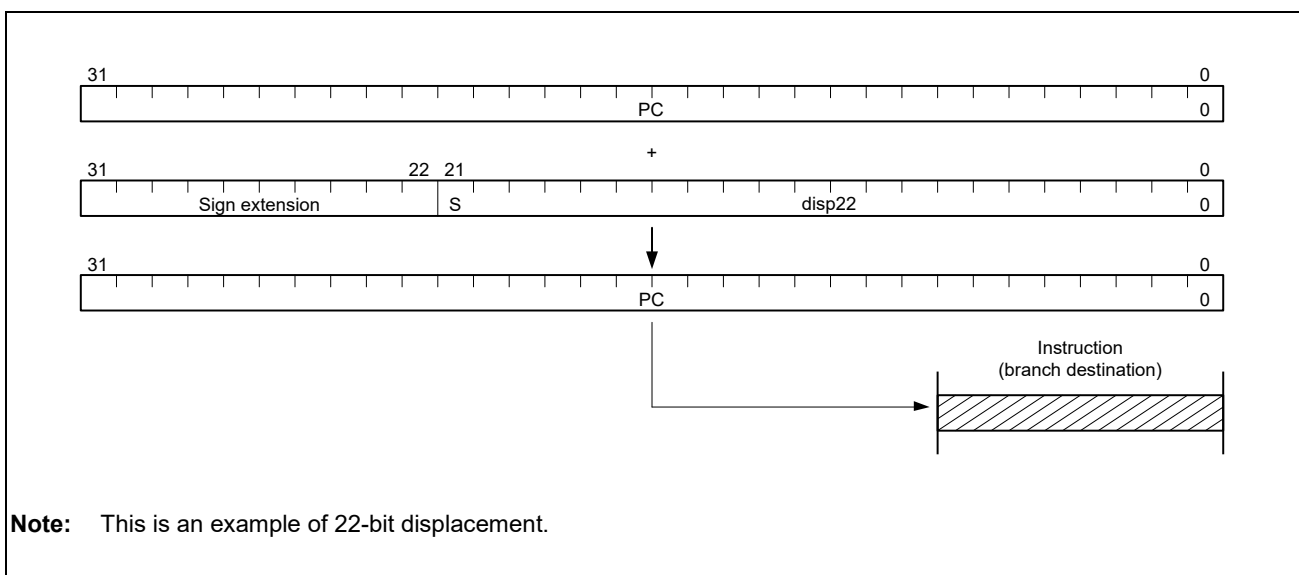 31 0
PC 0
+
31 22 21 0
Sign extension S disp22 0
31 0
PC 0
Instruction
(branch destination)
Note: This is an example of 22-bit displacement.